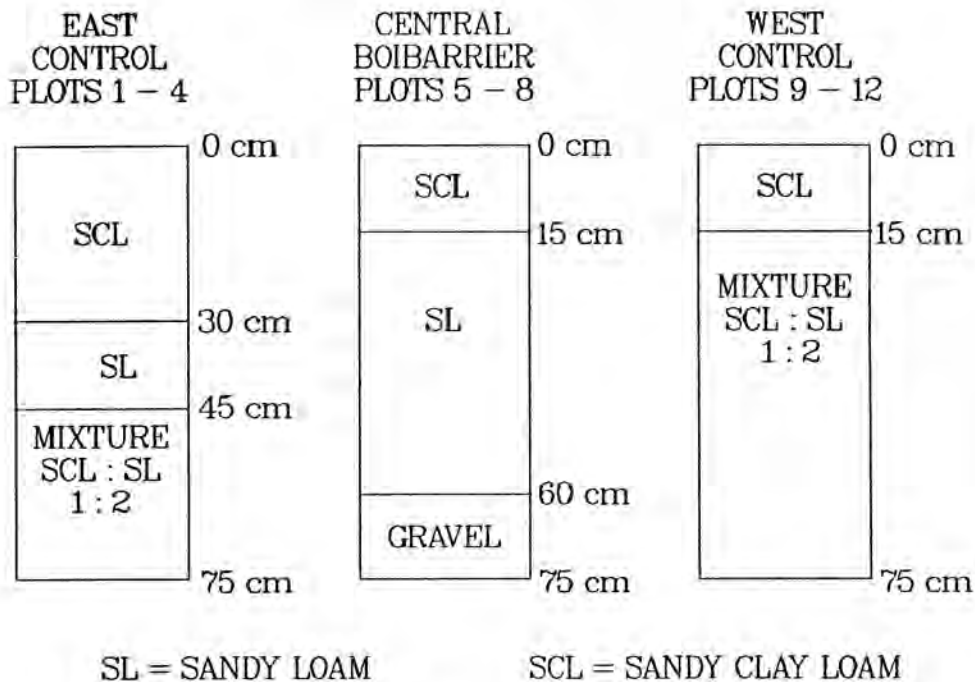 EAST
CONTROL
PLOTS 1 – 4
0 cm
SCL
30 cm
SL
45 cm
MIXTURE
SCL : SL
1 : 2
75 cm
CENTRAL
BOIBARRIER
PLOTS 5 – 8
0 cm
SCL
15 cm
SL
60 cm
GRAVEL
75 cm
WEST
CONTROL
PLOTS 9 – 12
0 cm
SCL
15 cm
MIXTURE
SCL : SL
1 : 2
75 cm
SL = SANDY LOAM
SCL = SANDY CLAY LOAM